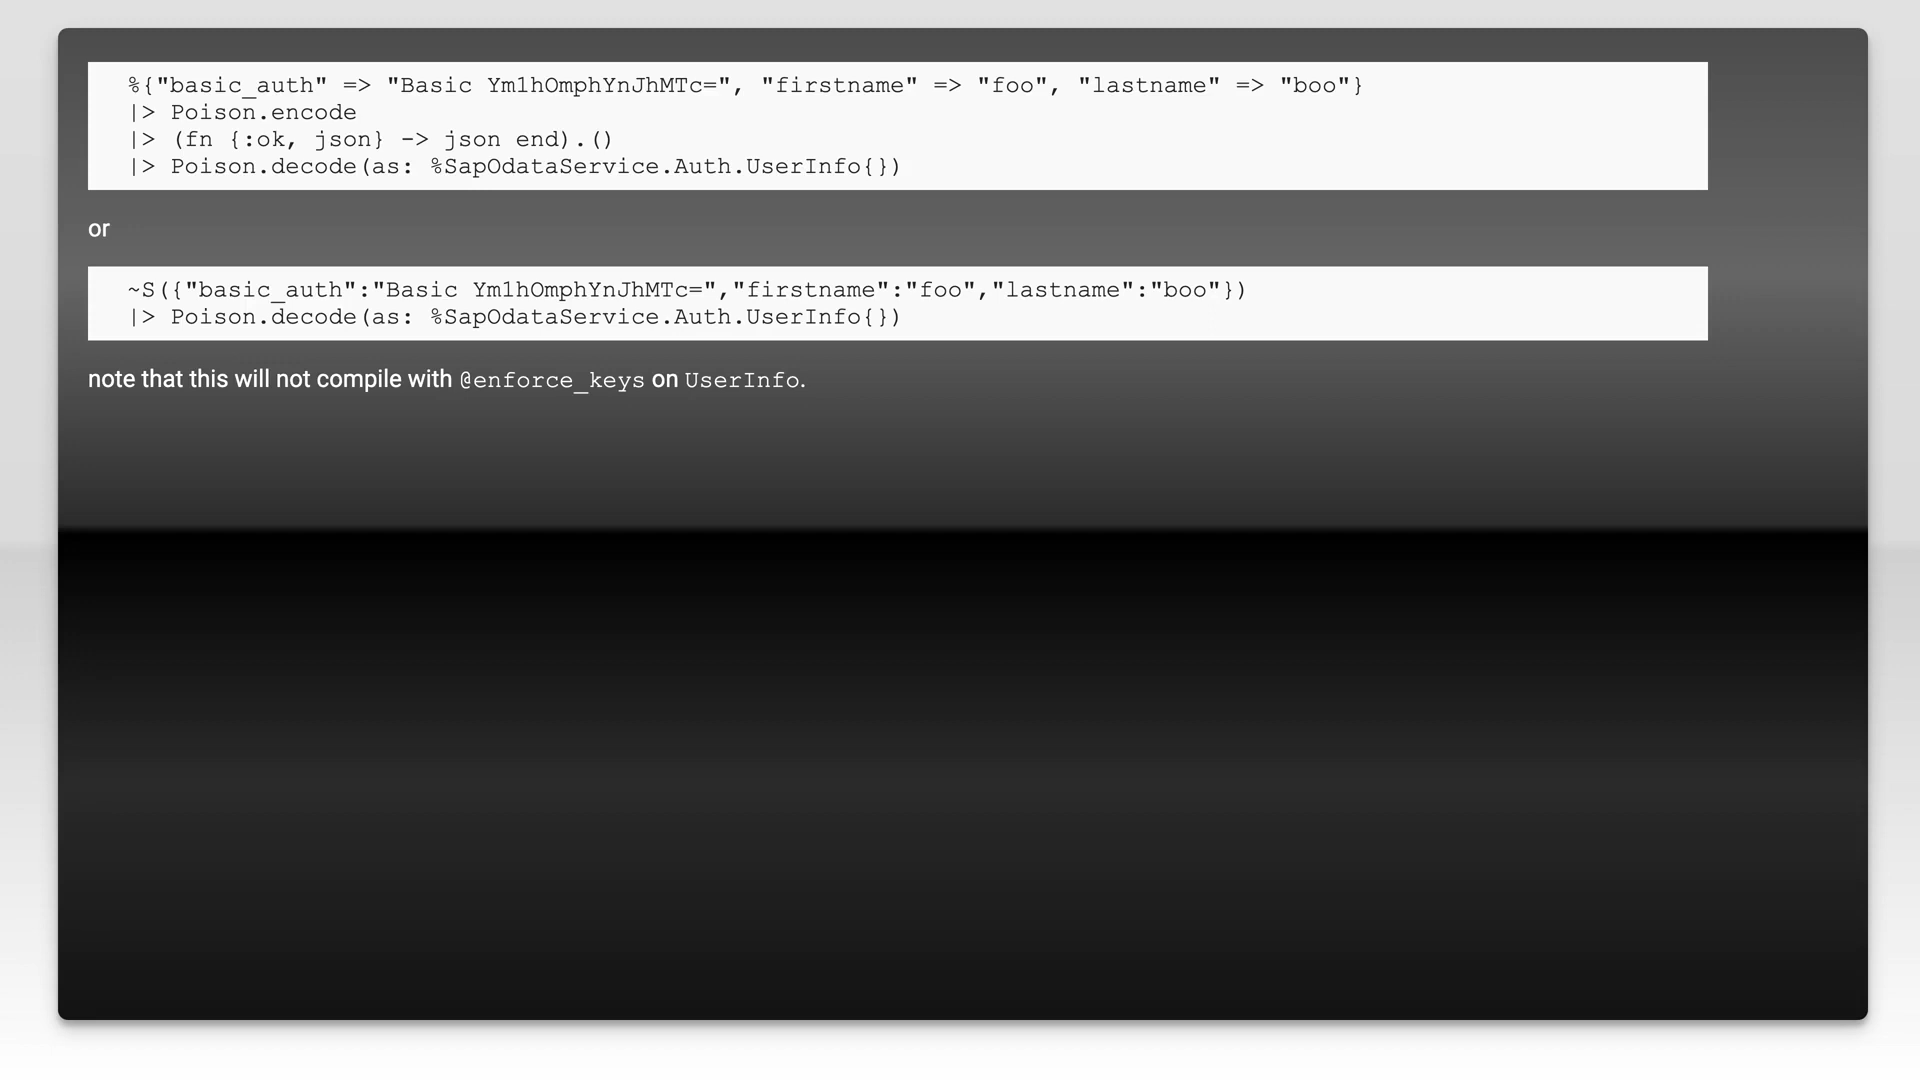 %{"basic_auth" => "Basic Ym1hOmphYnJhMTc=", "firstname" => "foo", "lastname" => "boo"}
|> Poison.encode
|> (fn {:ok, json} -> json end).()
|> Poison.decode(as: %SapOdataService.Auth.UserInfo{})
or
~S({"basic_auth":"Basic Ym1hOmphYnJhMTc=","firstname":"foo","lastname":"boo"})
|> Poison.decode(as: %SapOdataService.Auth.UserInfo{})
note that this will not compile with @enforce_keys on UserInfo.